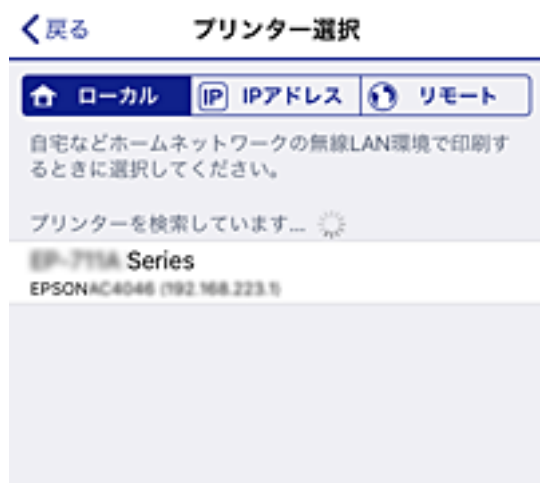 戻る
プリンター選択
ローカル
IP IPアドレス
リモート
自宅などホームネットワークの無線LAN環境で印刷す
るときに選択してください。
プリンターを検索しています...
Series
EPSON